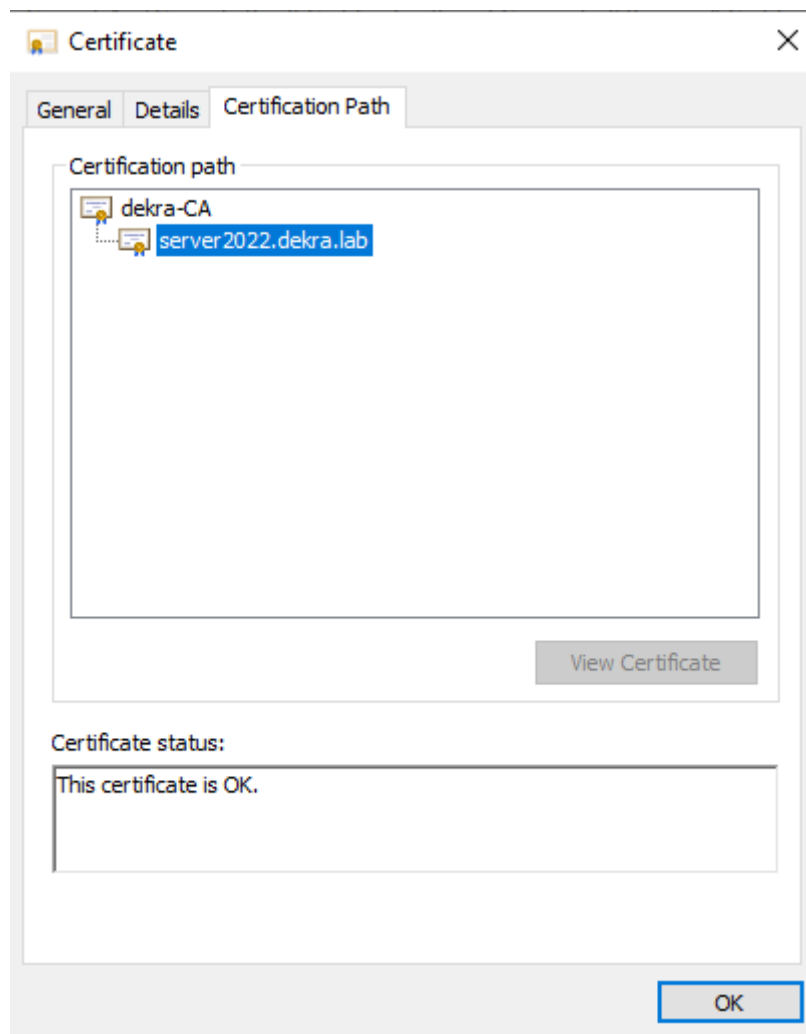 Certificate
General Details Certification Path
Certification path
dekra-CA
server2022.dekra.lab
View Certificate
Certificate status:
This certificate is OK.
OK